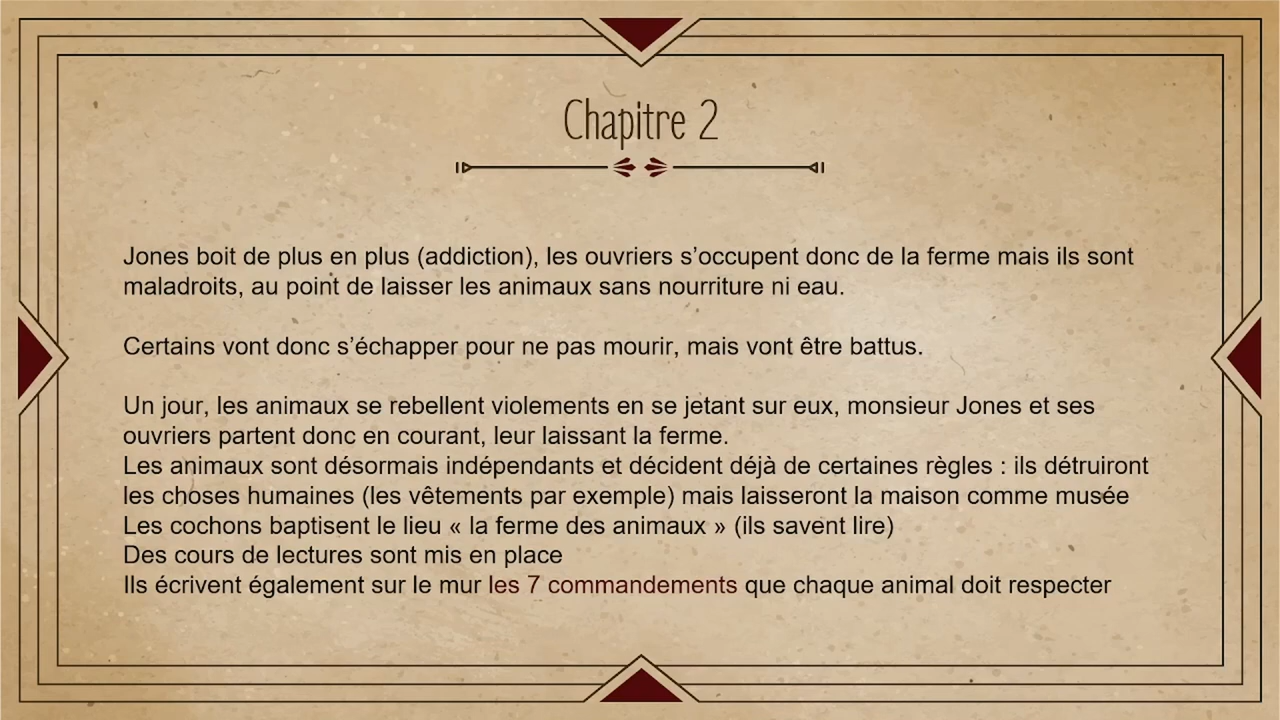 Chapitre 2
Jones boit de plus en plus (addiction), les ouvriers s’occupent donc de la ferme mais ils sont
maladroits, au point de laisser les animaux sans nourriture ni eau.
Certains vont donc s’échapper pour ne pas mourir, mais vont être battus.
Un jour, les animaux se rebellent violements en se jetant sur eux, monsieur Jones et ses
ouvriers partent donc en courant, leur laissant la ferme.
Les animaux sont désormais indépendants et décident déjà de certaines règles : ils détruiront
les choses humaines (les vêtements par exemple) mais laisseront la maison comme musée
Les cochons baptisent le lieu « la ferme des animaux » (ils savent lire)
Des cours de lectures sont mis en place
Ils écrivent également sur le mur les 7 commandements que chaque animal doit respecter